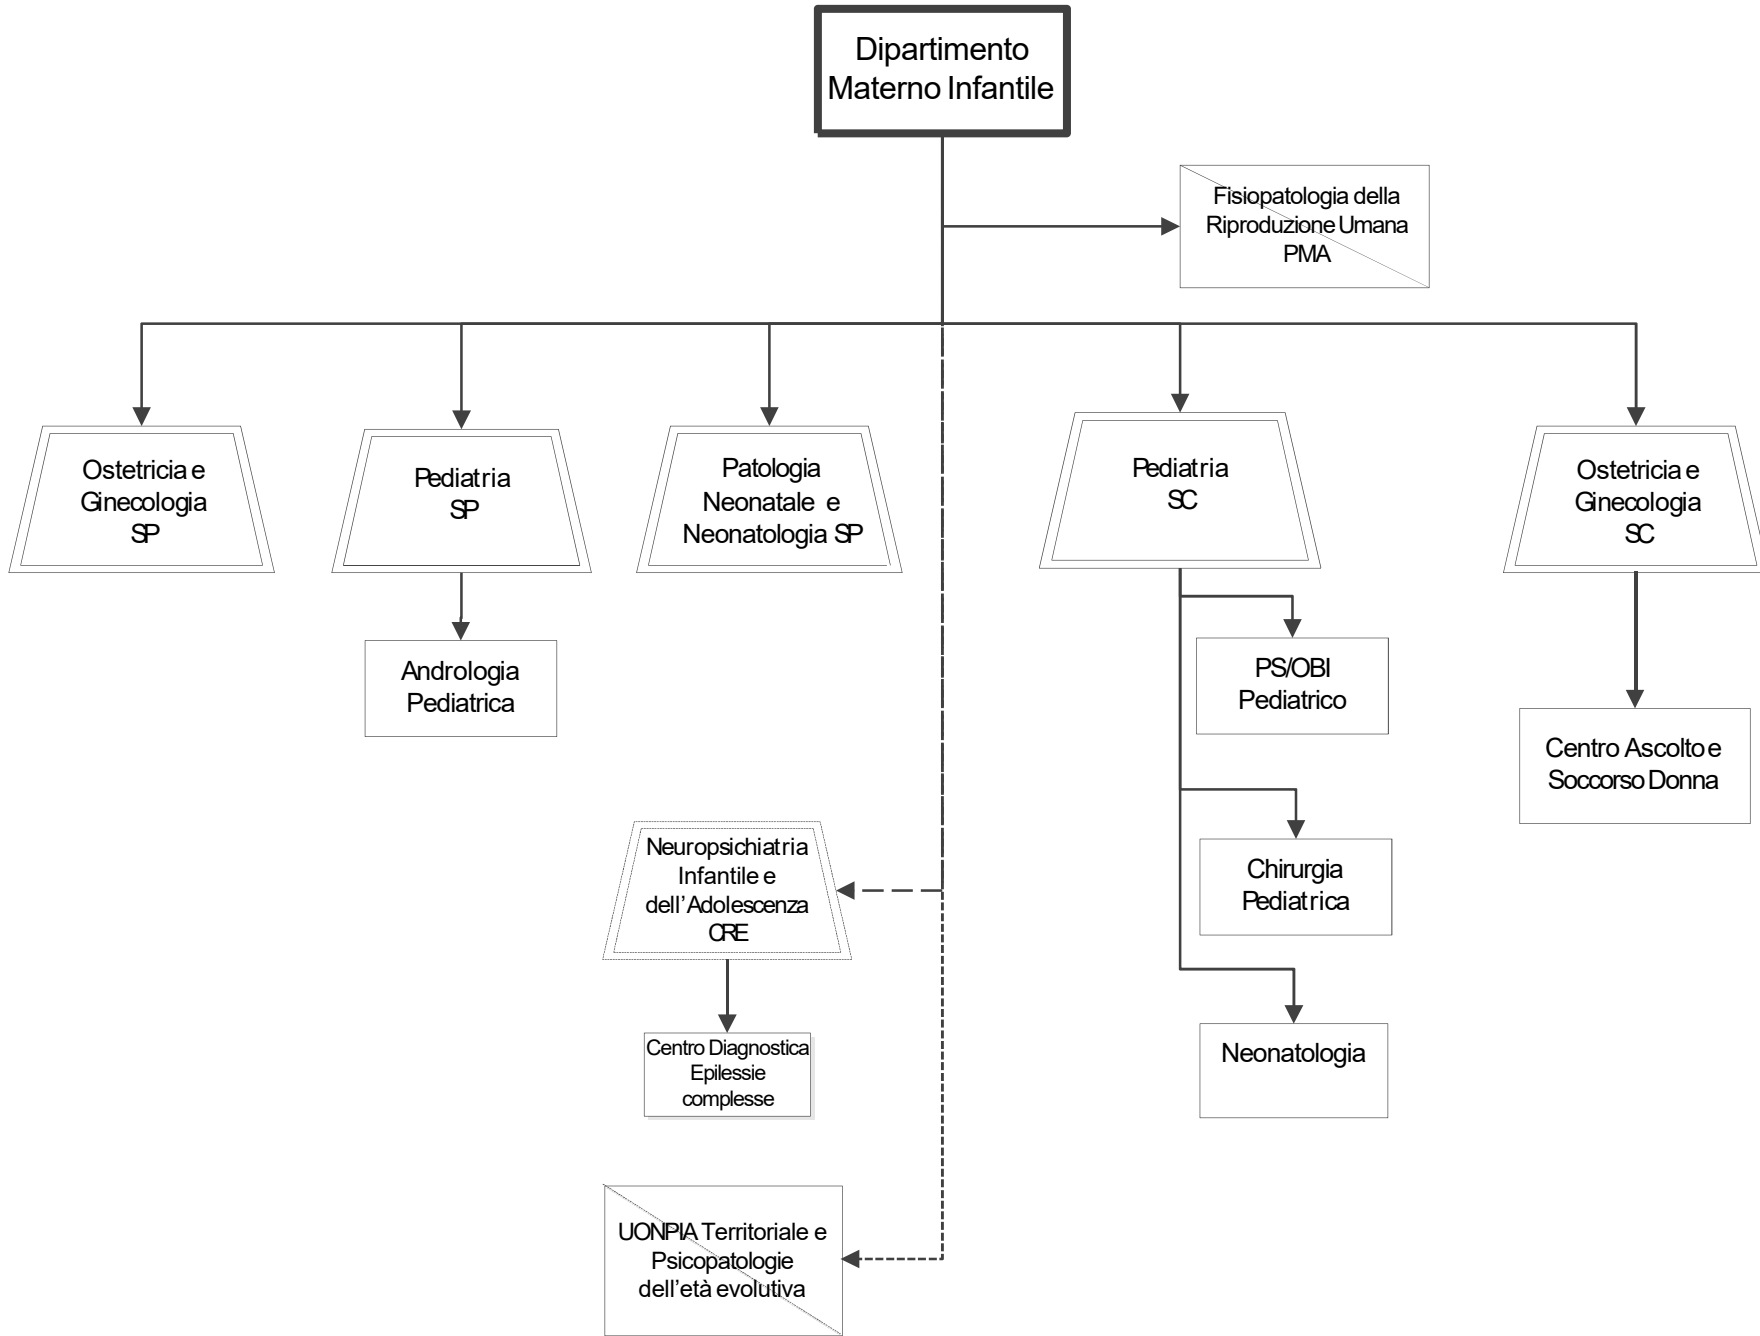 Dipartimento
Materno Infantile
Fisiopatologia della
Riproduzione Umana
PMA
Ostetricia e
Ginecologia
SP
Pediatria
SP
Patologia
Neonatale e
Neonatologia SP
Pediatria
SC
Ostetricia e
Ginecologia
SC
Andrologia
Pediatrica
PS/OBI
Pediatrico
Centro Ascolto e
Soccorso Donna
Neuropsichiatria
Infantile e
dell'Adolescenza
CRE
Chirurgia
Pediatrica
Centro Diagnostica
Epilessie
complesse
Neonatologia
UONPIA Territoriale e
Psicopatologie
dell'età evolutiva